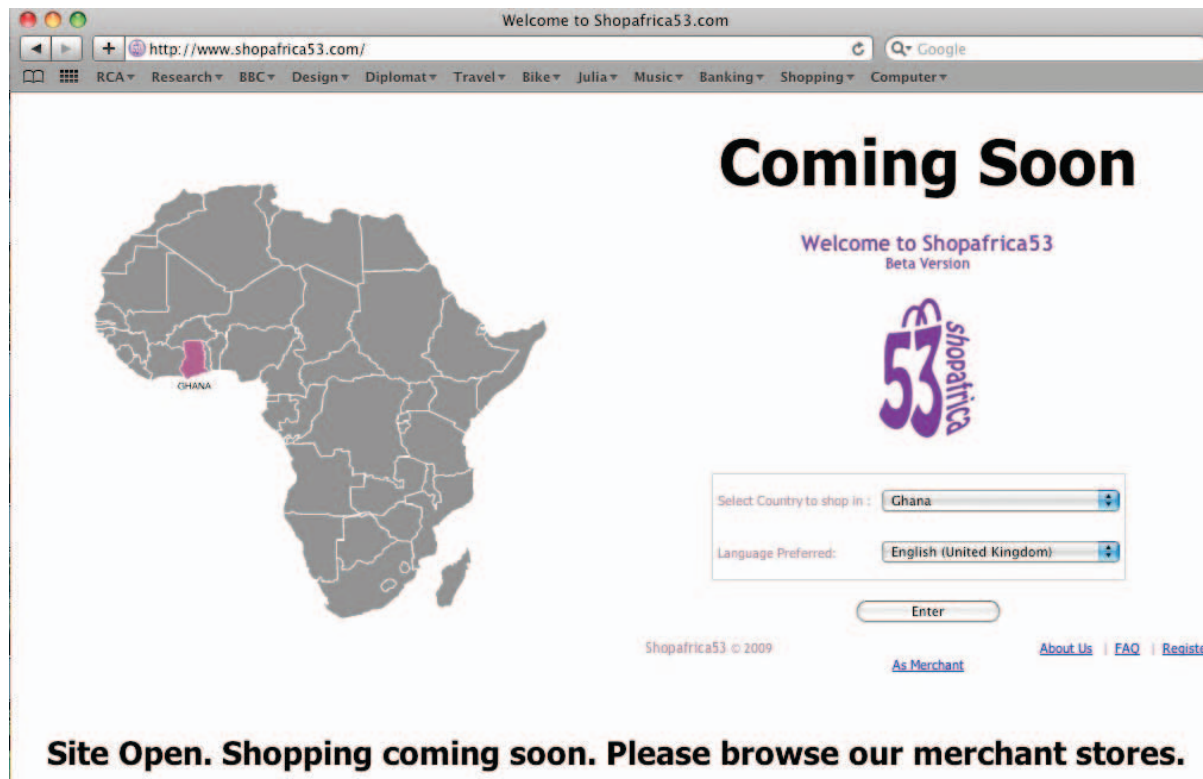 Welcome to Shopafrica53.com
http://www.shopafrica53.com/
Google
RCA Research BBC Design Diplomat Travel Bike Julia Music Banking Shopping Computer
Coming Soon
Welcome to Shopafrica53
Beta Version
53 shopafrica
GHANA
Select Country to shop in : Ghana
Language Preferred: English (United Kingdom)
Enter
Shopafrica53 © 2009
About Us | FAQ | Registe
As Merchant
Site Open. Shopping coming soon. Please browse our merchant stores.